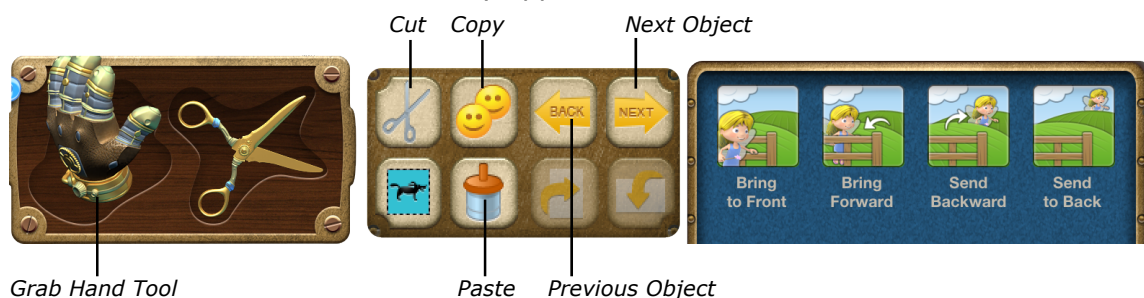 Cut
Copy
Next Object
BACK
NEXT
Bring
to Front
Bring
Forward
Send
Backward
Send
to Back
Grab Hand Tool
Paste
Previous Object